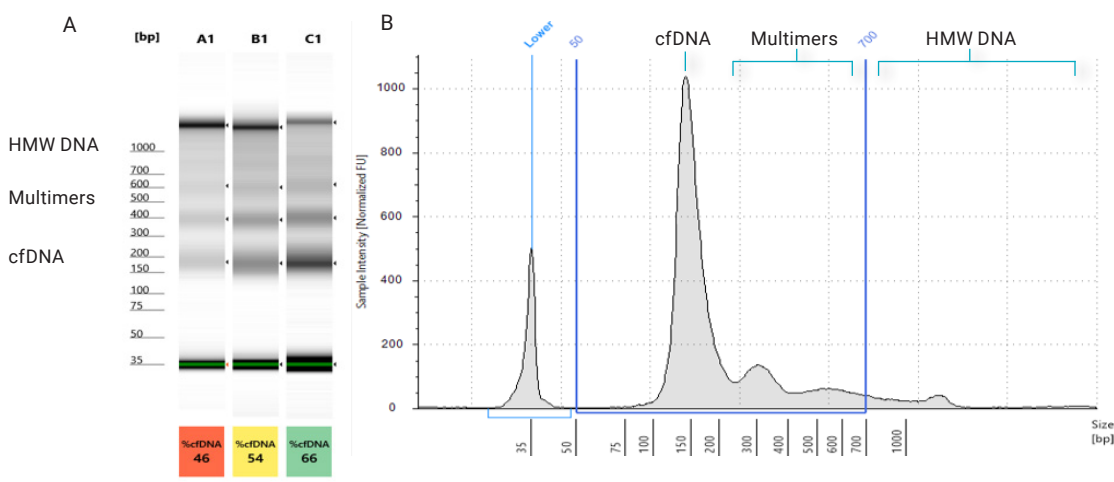 A
[bp] A1 B1 C1
HMW DNA
Multimers
cfDNA
1000
700
600
500
400
300
200
150
100
75
50
35
%cfDNA 46
%cfDNA 54
%cfDNA 66
B
Lower
50
cfDNA
Multimers
700
HMW DNA
Sample Intensity [Normalized FU]
1000
800
600
400
200
0
35 50 75 100 150 200 300 400 500 600 700 1000
Size
[bp]